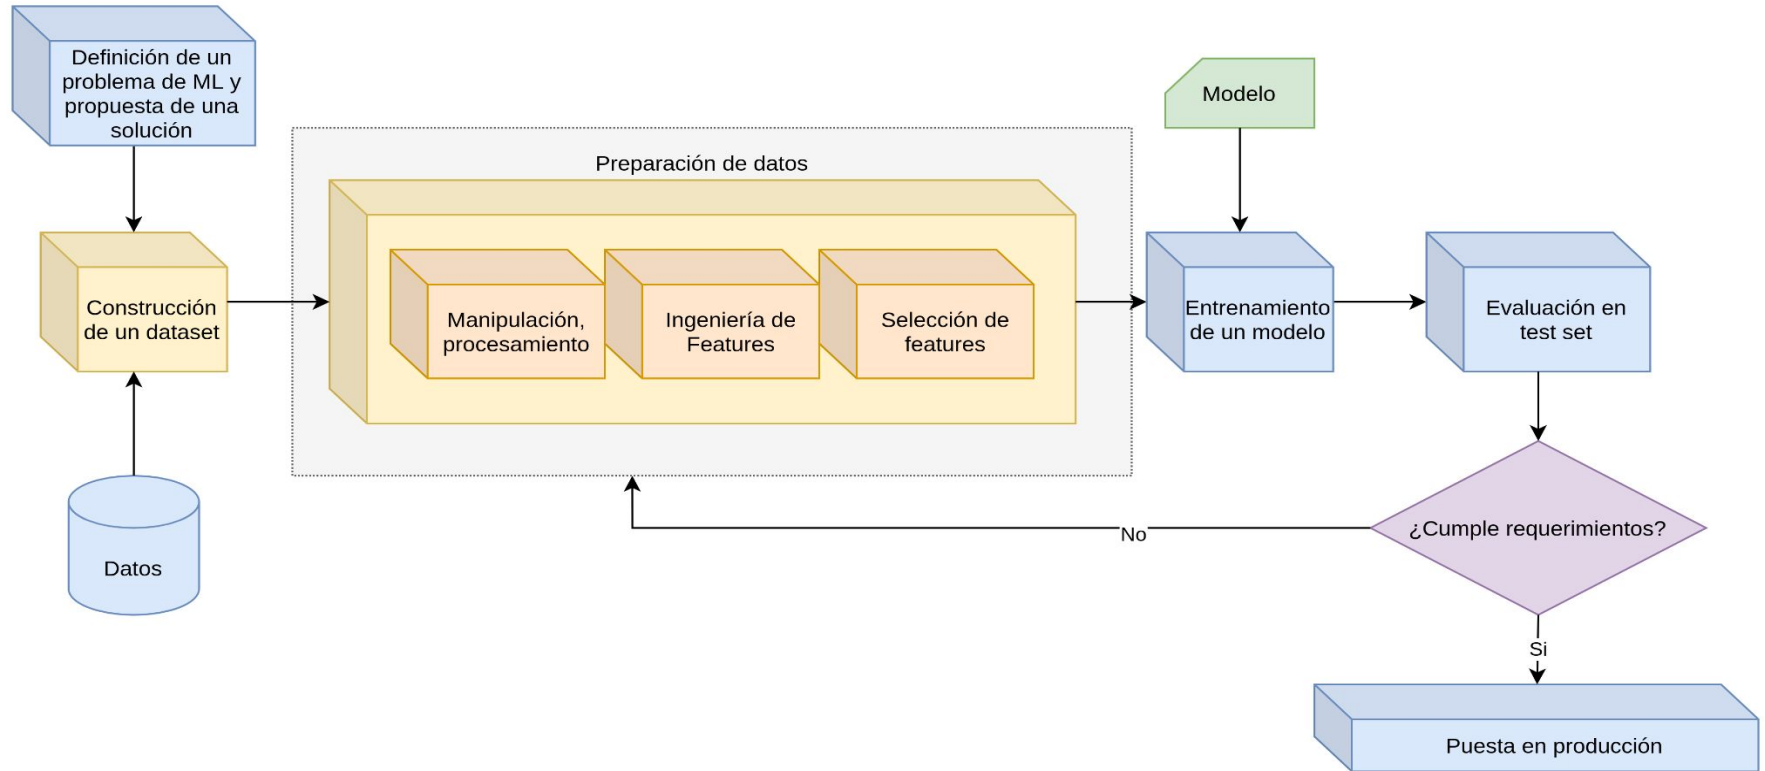 Definición de un
problema de ML y
propuesta de una
solución
Modelo
Preparación de datos
Construcción
de un dataset
Manipulación,
procesamiento
Ingeniería de
Features
Selección de
features
Entrenamiento
de un modelo
Evaluación en
test set
Datos
¿Cumple requerimientos?
No
Si
Puesta en producción